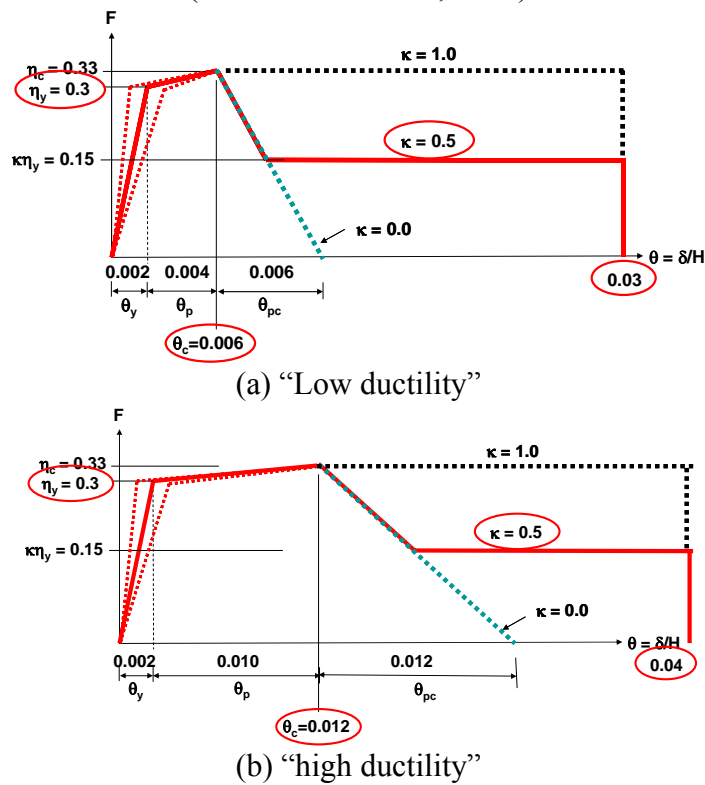 F
ηc = 0.33
κ = 1.0
ηy = 0.3
κηy = 0.15
κ = 0.5
κ = 0.0
θ = δ/H
0.002 0.004 0.006
0.03
θy θp θpc
θc=0.006
(a) “Low ductility”
F
κ = 1.0
ηc = 0.33
ηy = 0.3
κ = 0.5
κηy = 0.15
κ = 0.0
θ = δ/H
0.002 0.010 0.012
0.04
θy θp θpc
θc=0.012
(b) “high ductility”